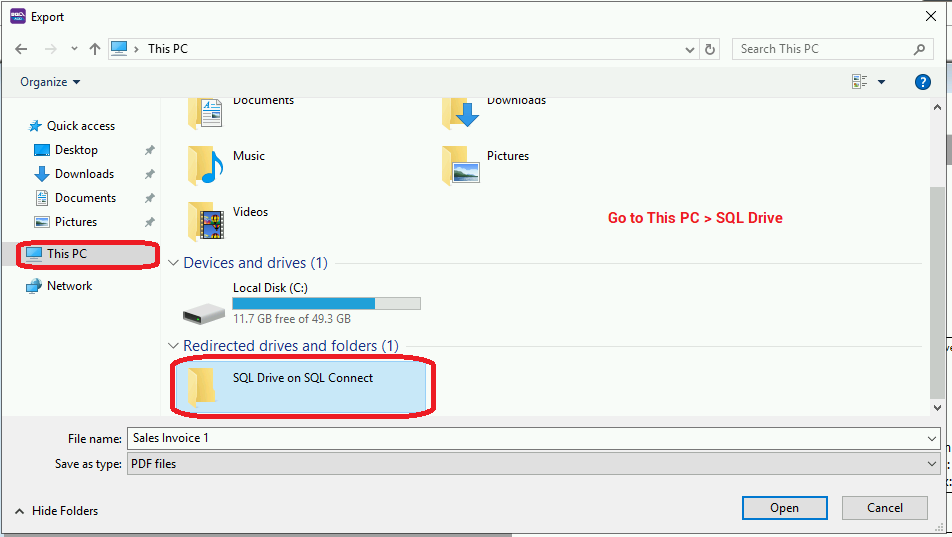 Export
This PC
Search This PC
Organize
Quick access
Desktop
Downloads
Documents
Pictures
This PC
Network
Documents
Downloads
Music
Pictures
Videos
Go to This PC > SQL Drive
Devices and drives (1)
Local Disk (C:)
11.7 GB free of 49.3 GB
Redirected drives and folders (1)
SQL Drive on SQL Connect
File name: Sales Invoice 1
Save as type: PDF files
Hide Folders
Open
Cancel